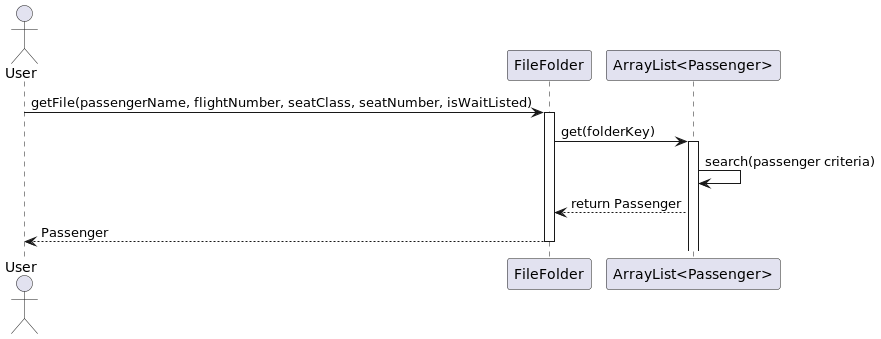 User
FileFolder
ArrayList<Passenger>
getFile(passengerName, flightNumber, seatClass, seatNumber, isWaitListed)
get(folderKey)
search(passenger criteria)
return Passenger
Passenger
User
FileFolder
ArrayList<Passenger>